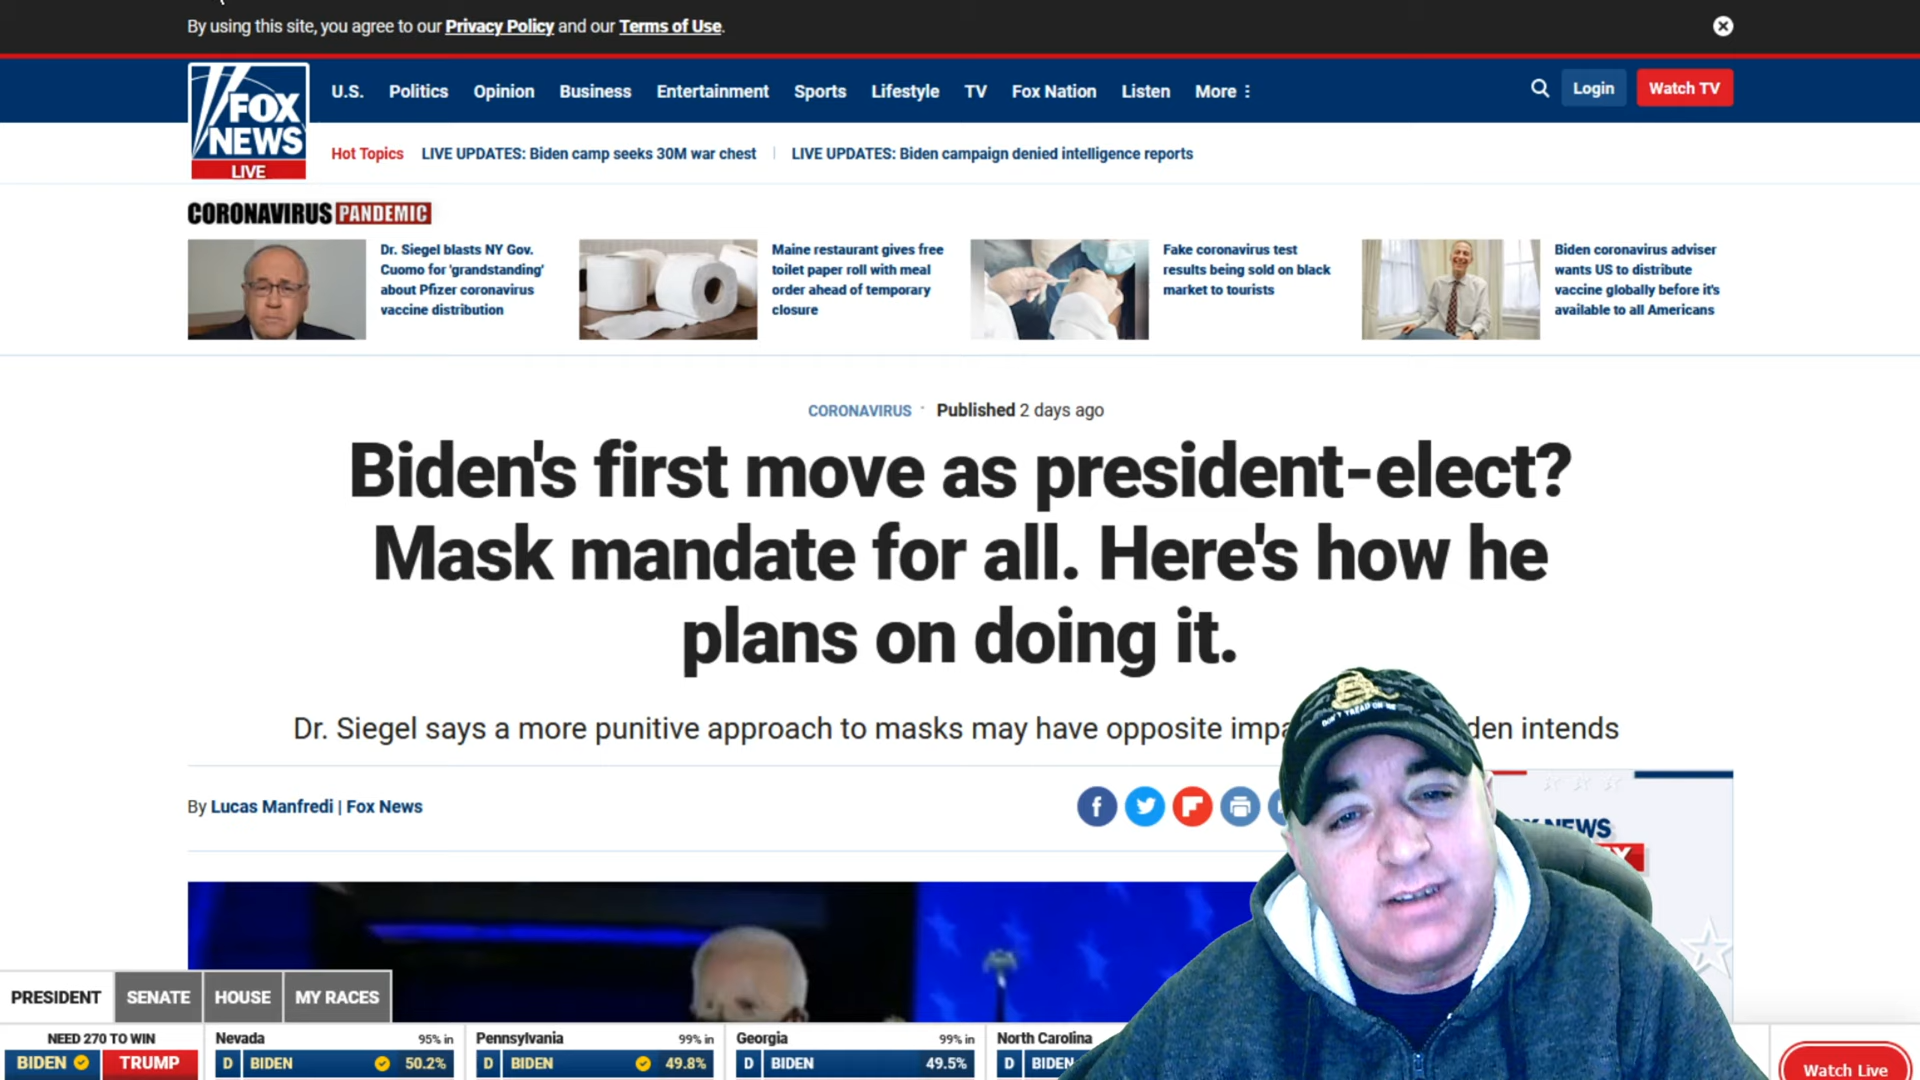 By using this site, you agree to our Privacy Policy and our Terms of Use.
FOX
NEWS
LIVE
U.S. Politics Opinion Business Entertainment Sports Lifestyle TV Fox Nation Listen More
Login
Watch TV
Hot Topics LIVE UPDATES: Biden camp seeks 30M war chest LIVE UPDATES: Biden campaign denied intelligence reports
CORONAVIRUS PANDEMIC
Dr. Siegel blasts NY Gov.
Cuomo for 'grandstanding'
about Pfizer coronavirus
vaccine distribution
Maine restaurant gives free
toilet paper roll with meal
order ahead of temporary
closure
Fake coronavirus test
results being sold on black
market to tourists
Biden coronavirus adviser
wants US to distribute
vaccine globally before it's
available to all Americans
CORONAVIRUS · Published 2 days ago
Biden's first move as president-elect?
Mask mandate for all. Here's how he
plans on doing it.
Dr. Siegel says a more punitive approach to masks may have opposite impa den intends
DON'T TREAD ON ME
By Lucas Manfredi | Fox News
NEWS
PRESIDENT SENATE HOUSE MY RACES
NEED 270 TO WIN
BIDEN TRUMP
Nevada 95% in
D BIDEN 50.2%
Pennsylvania 99% in
D BIDEN 49.8%
Georgia 99% in
D BIDEN 49.5%
North Carolina
D BIDEN
Watch Live